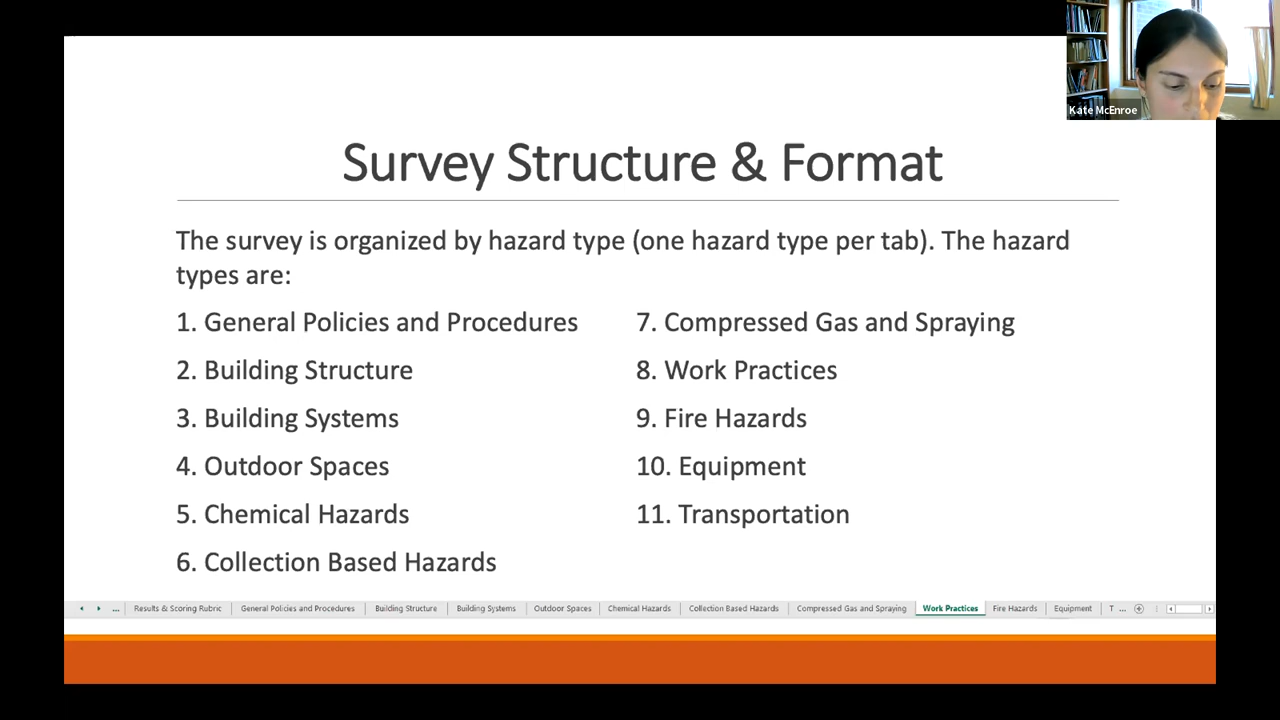 Kate McEnroe
Survey Structure & Format
The survey is organized by hazard type (one hazard type per tab). The hazard
types are:
1. General Policies and Procedures
2. Building Structure
3. Building Systems
4. Outdoor Spaces
5. Chemical Hazards
6. Collection Based Hazards
7. Compressed Gas and Spraying
8. Work Practices
9. Fire Hazards
10. Equipment
11. Transportation
... Results & Scoring Rubric General Policies and Procedures Building Structure Building Systems Outdoor Spaces Chemical Hazards Collection Based Hazards Compressed Gas and Spraying Work Practices Fire Hazards Equipment T ...